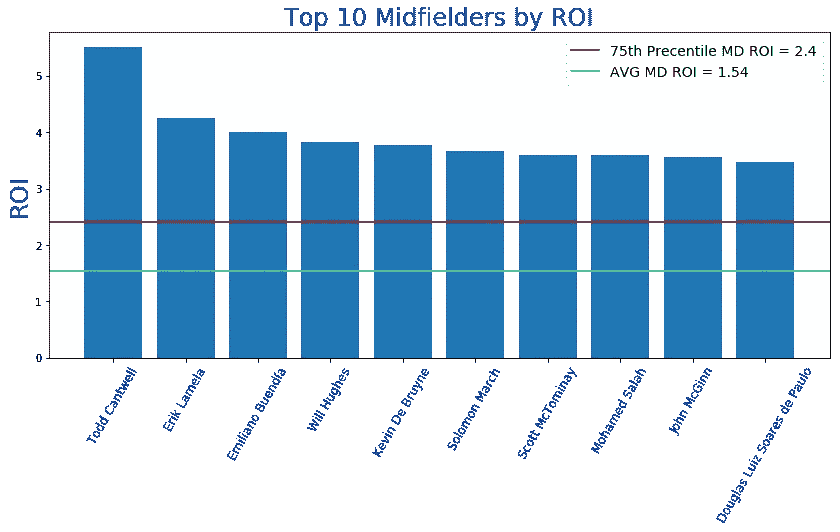 Top 10 Midfielders by ROI
75th Precentile MD ROI = 2.4
AVG MD ROI = 1.54
ROI
5
4
3
2
1
0
Todd Cantwell
Erik Lamela
Emiliano Buendía
Will Hughes
Kevin De Bruyne
Solomon March
Scott McTominay
Mohamed Salah
John McGinn
Douglas Luiz Soares de Paulo